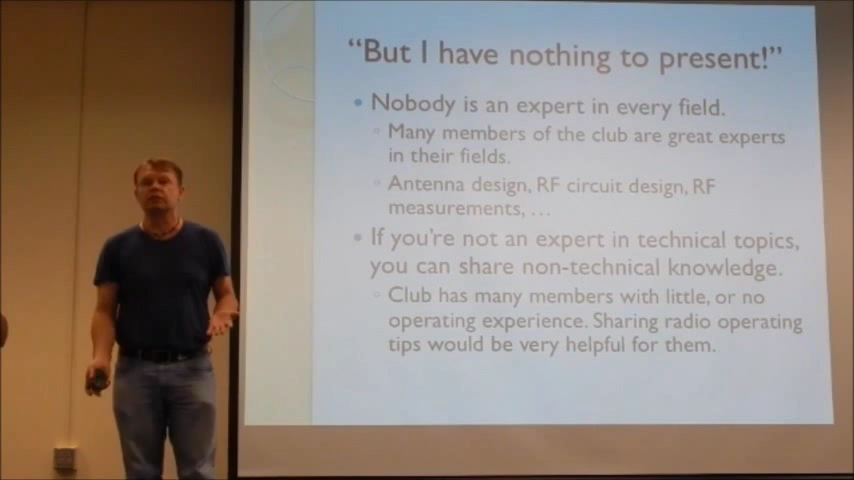 “But I have nothing to present!”
• Nobody is an expert in every field.
◦ Many members of the club are great experts
in their fields.
◦ Antenna design, RF circuit design, RF
measurements, …
• If you’re not an expert in technical topics,
you can share non-technical knowledge.
◦ Club has many members with little, or no
operating experience. Sharing radio operating
tips would be very helpful for them.